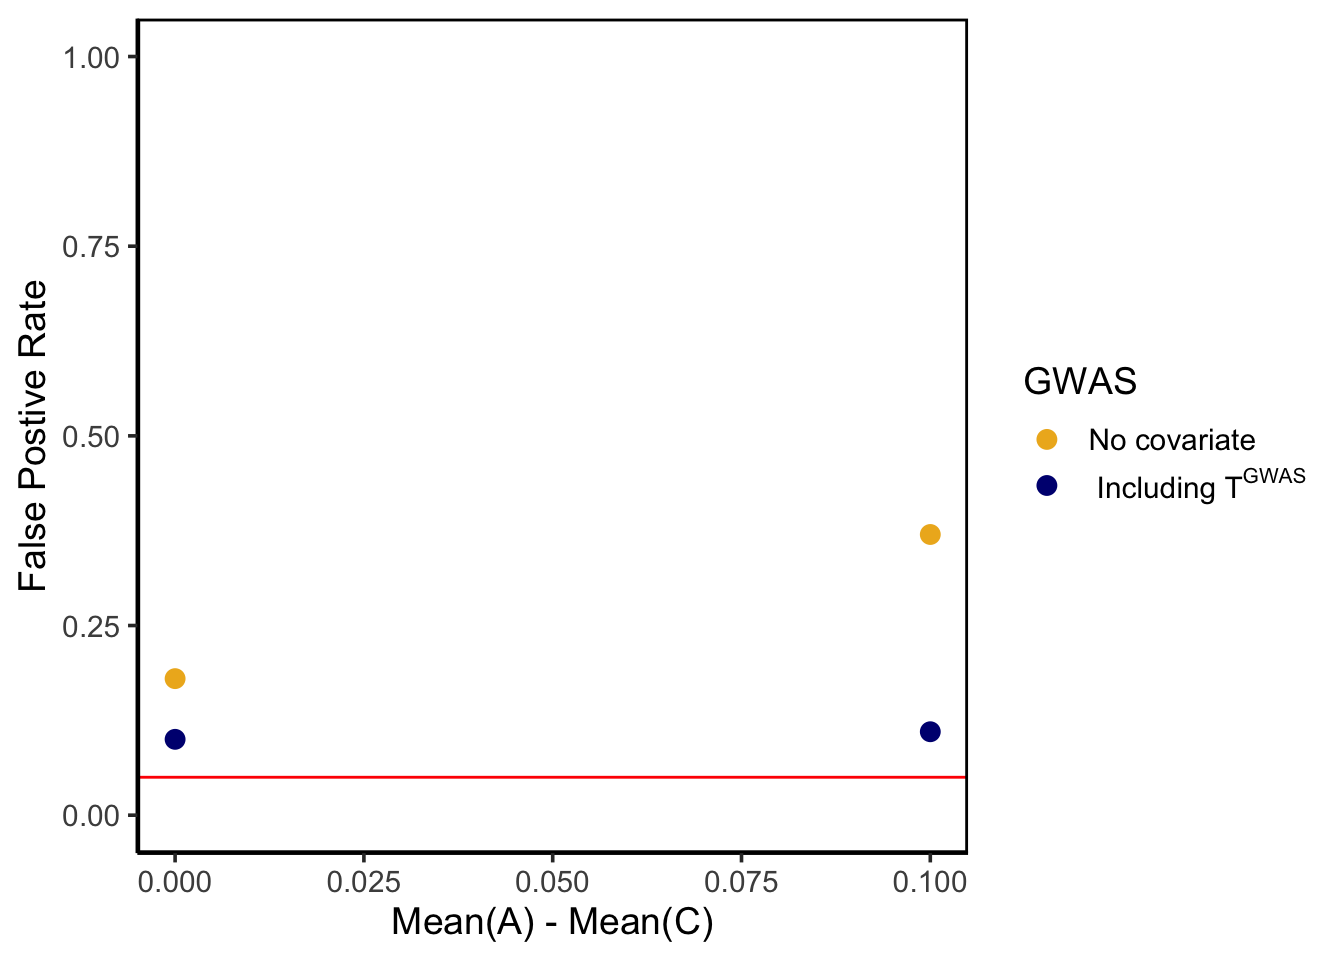 False Postive Rate
1.00
0.75
0.50
0.25
0.00
0.000 0.025 0.050 0.075 0.100
Mean(A) - Mean(C)
GWAS
No covariate
Including T^GWAS